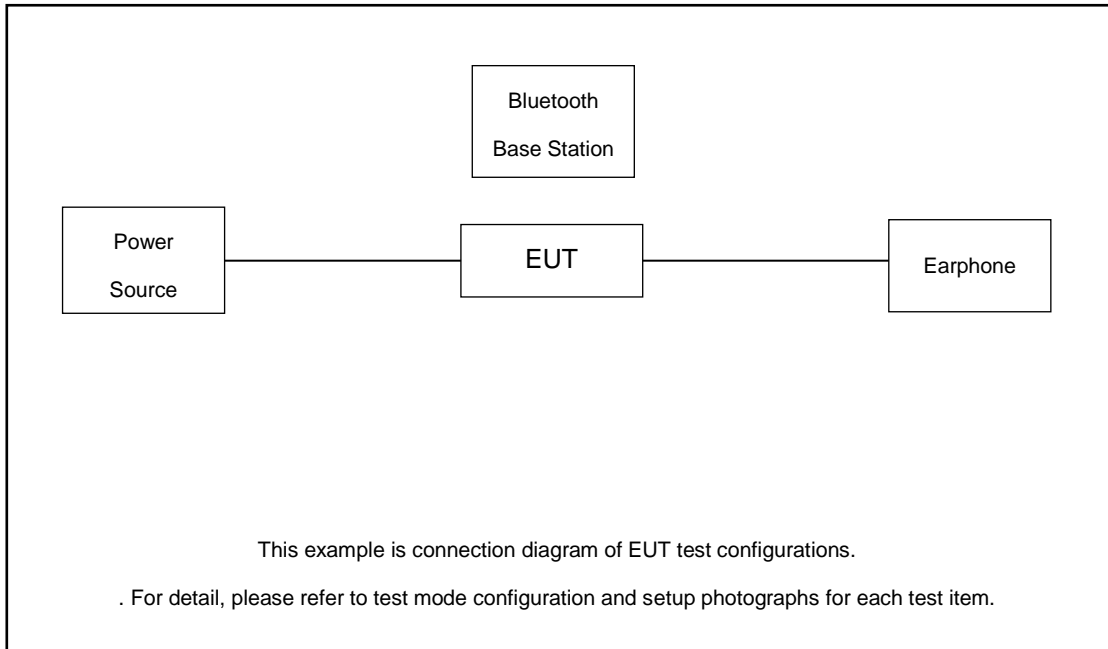 Bluetooth
Base Station
Power
Source
EUT
Earphone
This example is connection diagram of EUT test configurations.
. For detail, please refer to test mode configuration and setup photographs for each test item.